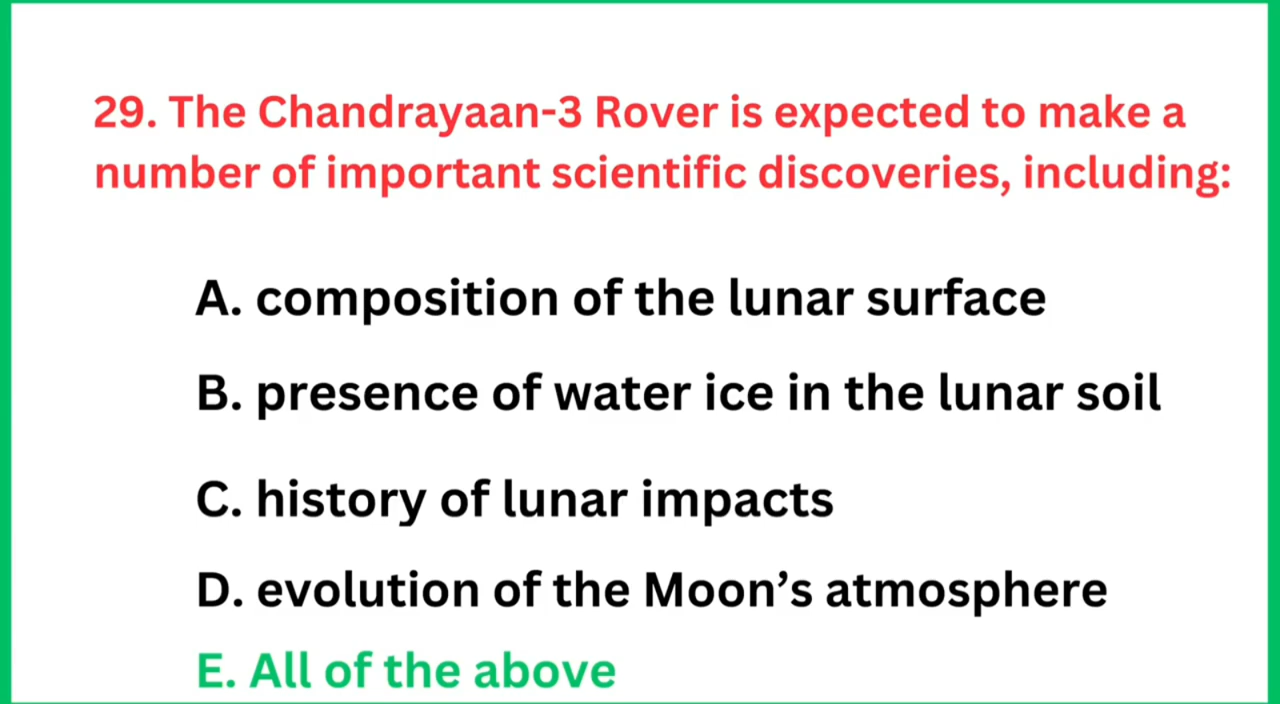 29. The Chandrayaan-3 Rover is expected to make a
number of important scientific discoveries, including:
A. composition of the lunar surface
B. presence of water ice in the lunar soil
C. history of lunar impacts
D. evolution of the Moon’s atmosphere
E. All of the above